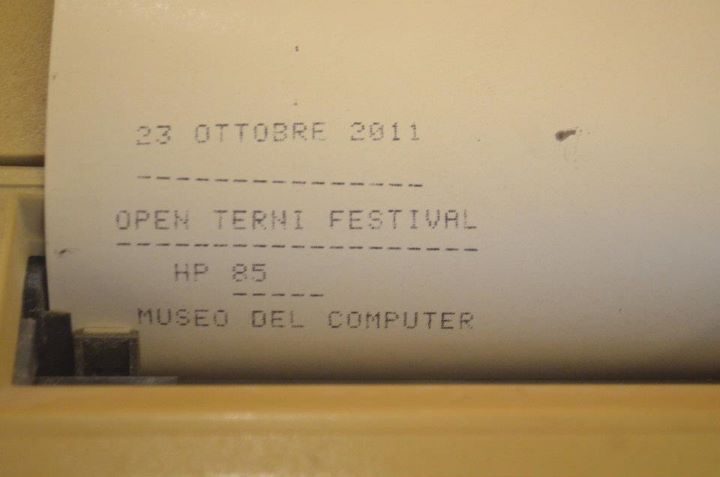 23 OTTOBRE 2011
---------------
OPEN TERNI FESTIVAL
-------------------
HP 85
-----
MUSEO DEL COMPUTER